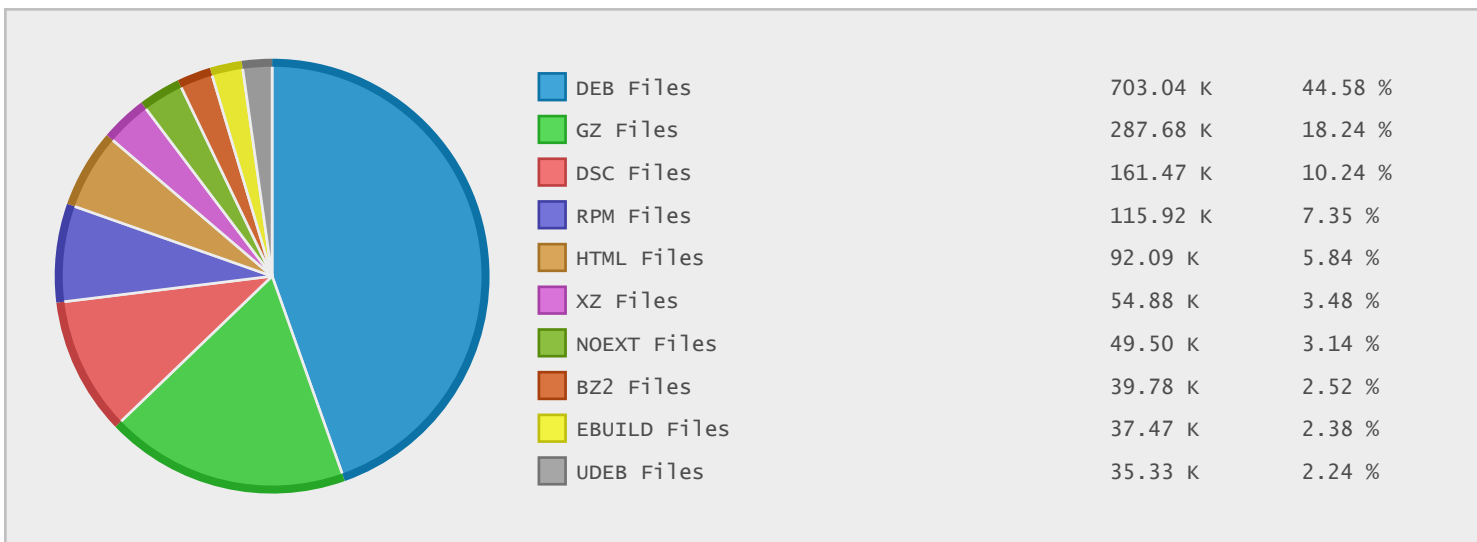 DEB Files 703.04 K 44.58 %
GZ Files 287.68 K 18.24 %
DSC Files 161.47 K 10.24 %
RPM Files 115.92 K 7.35 %
HTML Files 92.09 K 5.84 %
XZ Files 54.88 K 3.48 %
NOEXT Files 49.50 K 3.14 %
BZ2 Files 39.78 K 2.52 %
EBUILD Files 37.47 K 2.38 %
UDEB Files 35.33 K 2.24 %